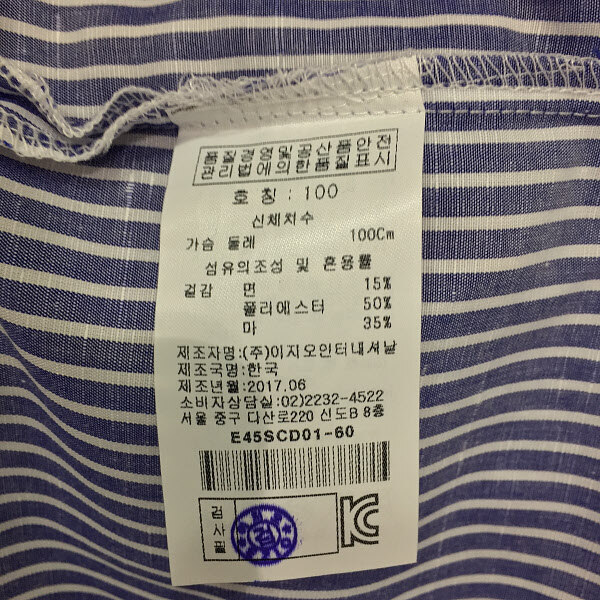 품질경영및공산품안전
관리법에의한품질표시
호 칭 : 100
신체치수
가슴 둘레 100Cm
섬유의조성 및 혼용률
겉감 면 15%
폴리에스터 50%
마 35%
제조자명:(주)이지오인터내셔날
제조국명:한국
제조년월:2017.06
소비자상담실:02)2232-4522
서울 중구 다산로220 신도B 8층
E45SCD01-60
검사필